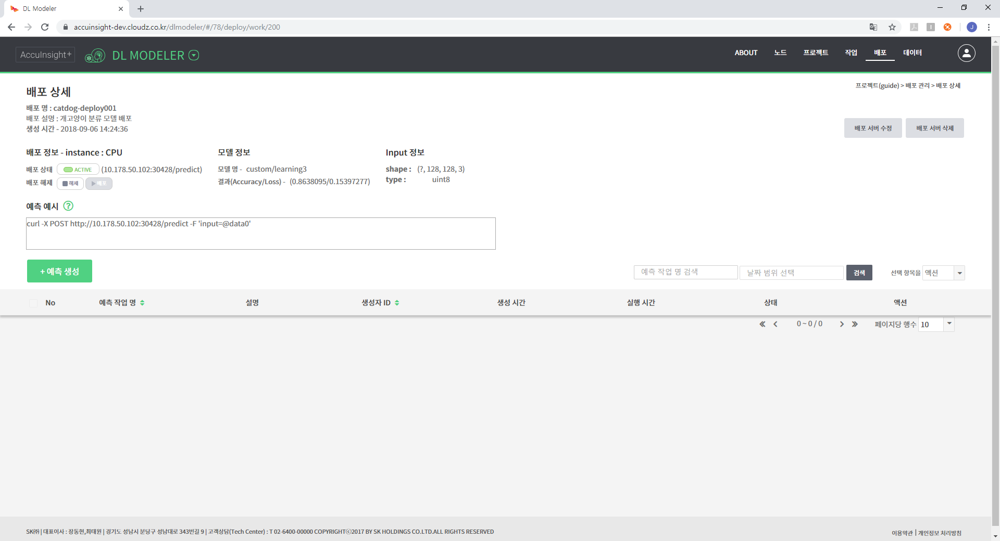 DL Modeler
accuinsight-dev.cloudz.co.kr/dlmodeler/#/78/deploy/work/200
J
AccuInsight+
DL MODELER
ABOUT 노드 프로젝트 작업 배포 데이터
프로젝트(guide) > 배포 관리 > 배포 상세
배포 상세
배포 명 : catdog-deploy001
배포 설명 : 개고양이 분류 모델 배포
생성 시간 - 2018-09-06 14:24:36
배포 서버 수정 배포 서버 삭제
배포 정보 - instance : CPU
배포 상태 ACTIVE (10.178.50.102:30428/predict)
배포 해제 해제 배포
모델 정보
모델 명 - custom/learning3
결과(Accuracy/Loss) - (0.8638095/0.15397277)
Input 정보
shape : (?, 128, 128, 3)
type : uint8
예측 예시 ?
curl -X POST http://10.178.50.102:30428/predict -F 'input=@data0'
+ 예측 생성
예측 작업 명 검색 날짜 범위 선택 검색 선택 항목을 액션
No 예측 작업 명 설명 생성자 ID 생성 시간 실행 시간 상태 액션
0 ~ 0 / 0 페이지당 행수 10
SK㈜ | 대표이사 : 장동현,최태원 | 경기도 성남시 분당구 성남대로 343번길 9 | 고객상담(Tech Center) : T 02-6400-00000 COPYRIGHTⓒ2017 BY SK HOLDINGS CO.LTD.ALL RIGHTS RESERVED
이용약관 | 개인정보 처리방침